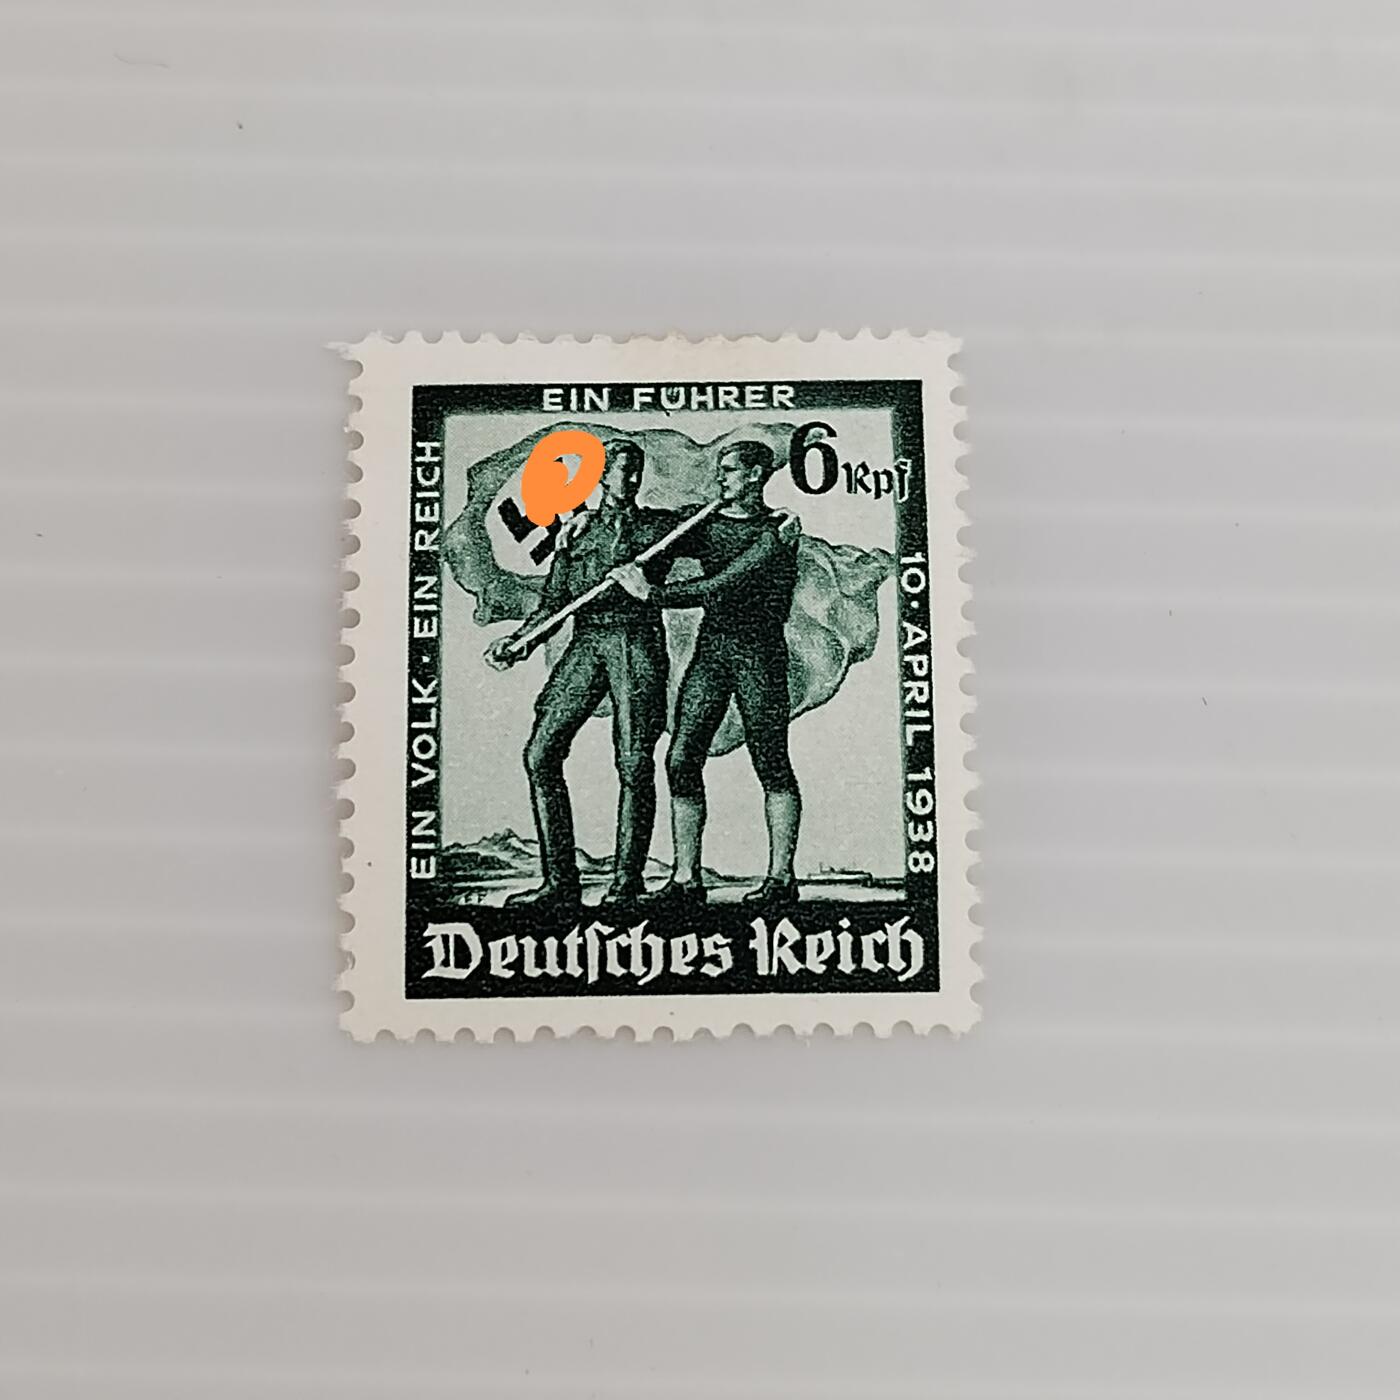 EIN FÜHRER
EIN VOLK · EIN REICH
6 Rpf
10. APRIL 1938
Deutſches Reich